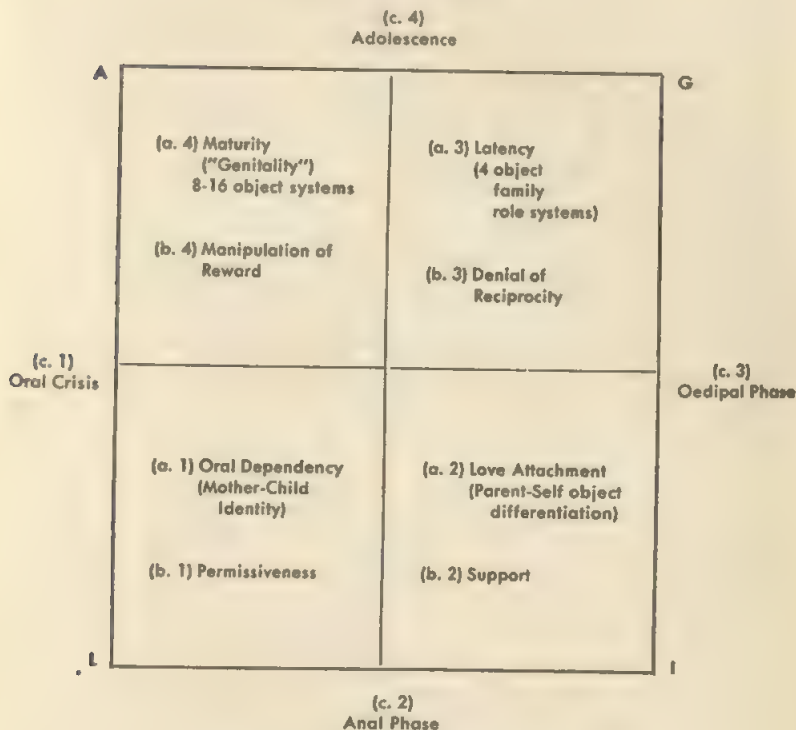 (c. 4)
Adolescence
A
G
(a. 4) Maturity
("Genitality")
8-16 object systems
(b. 4) Manipulation of
Reward
(a. 3) Latency
(4 object
family
role systems)
(b. 3) Denial of
Reciprocity
(c. 1)
Oral Crisis
(c. 3)
Oedipal Phase
(a. 1) Oral Dependency
(Mother-Child
Identity)
(b. 1) Permissiveness
(a. 2) Love Attachment
(Parent-Self object
differentiation)
(b. 2) Support
L
I
(c. 2)
Anal Phase